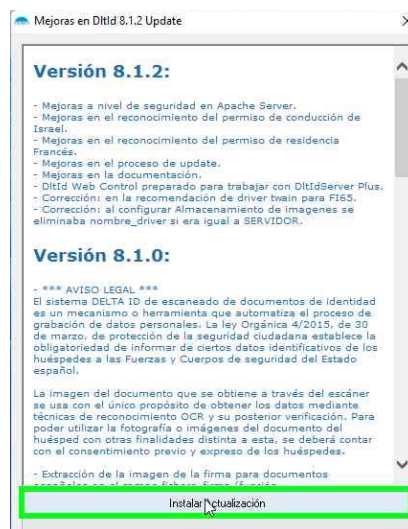 Mejoras en DltId 8.1.2 Update
Versión 8.1.2:
- Mejoras a nivel de seguridad en Apache Server.
- Mejoras en el reconocimiento del permiso de conducción de
Israel.
- Mejoras en el reconocimiento del permiso de residencia
Francés.
- Mejoras en el proceso de update.
- Mejoras en la documentación.
- DltId Web Control preparado para trabajar con DltIdServer Plus.
- Corrección: en la recomendación de driver twain para FI65.
- Corrección: al configurar Almacenamiento de imagenes se
eliminaba nombre_driver si era igual a SERVIDOR.
Versión 8.1.0:
- *** AVISO LEGAL ***
El sistema DELTA ID de escaneado de documentos de identidad
es un mecanismo o herramienta que automatiza el proceso de
grabación de datos personales. La ley Orgánica 4/2015, de 30
de marzo, de protección de la seguridad ciudadana establece la
obligatoriedad de informar de ciertos datos identificativos de los
huéspedes a las Fuerzas y Cuerpos de seguridad del Estado
español.
La imagen del documento que se obtiene a través del escáner
se usa con el único propósito de obtener los datos mediante
técnicas de reconocimiento OCR y su posterior verificación. Para
poder utilizar la fotografía o imágenes del documento del
huésped con otras finalidades distinta a esta, se deberá contar
con el consentimiento previo y expreso de los huéspedes.
- Extracción de la imagen de la firma para documentos
españoles en el campo fichero_firma (función
Instalar Actualización